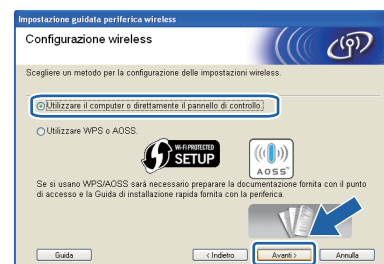 Impostazione guidata periferica wireless
Configurazione wireless
Scegliere un metodo per la configurazione delle impostazioni wireless.
Utilizzare il computer o direttamente il pannello di controllo.
Utilizzare WPS o AOSS.
WI-FI PROTECTED
SETUP
AOSS™
Se si usano WPS/AOSS sarà necessario preparare la documentazione fornita con il punto
di accesso e la Guida di installazione rapida fornita con la periferica.
Guida
< Indietro
Avanti >
Annulla